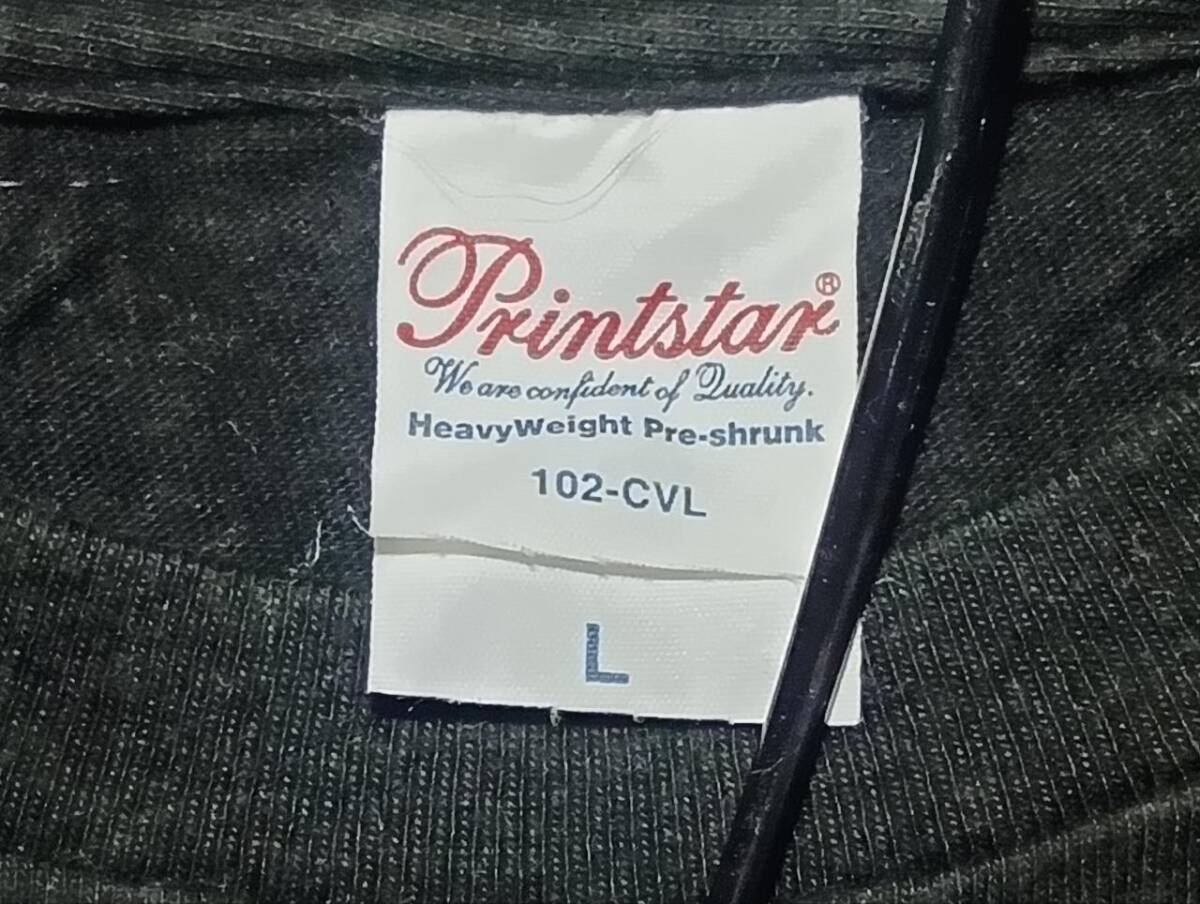 Printstar®
We are confident of Quality.
HeavyWeight Pre-shrunk
102-CVL
L